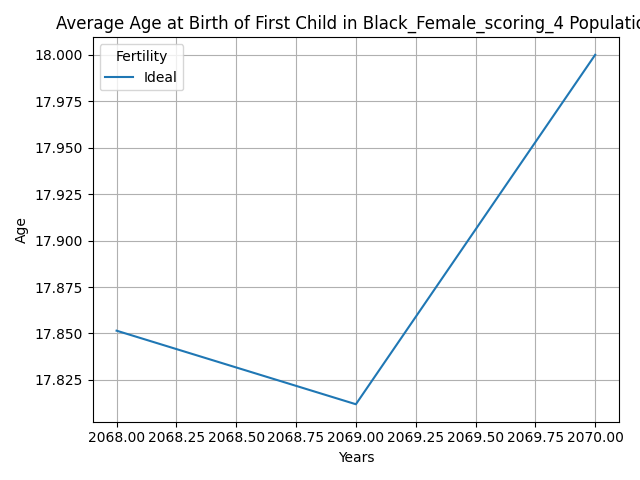 Average Age at Birth of First Child in Black_Female_scoring_4 Populatio
Fertility
Ideal
18.000
17.975
17.950
17.925
17.900
17.875
17.850
17.825
Age
2068.00 2068.25 2068.50 2068.75 2069.00 2069.25 2069.50 2069.75 2070.00
Years